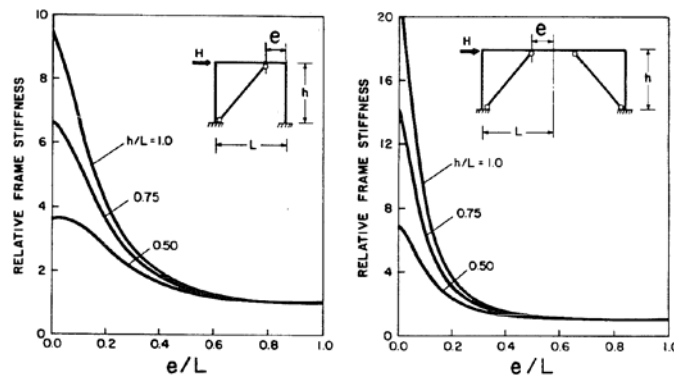 RELATIVE FRAME STIFFNESS
10
8
6
4
2
0
0.0
0.2
0.4
0.6
0.8
1.0
e/L
h/L = 1.0
0.75
0.50
H
e
h
L
RELATIVE FRAME STIFFNESS
20
18
12
8
4
0
0.0
0.2
0.4
0.6
0.8
1.0
e/L
h/L = 1.0
0.75
0.50
H
e
h
L